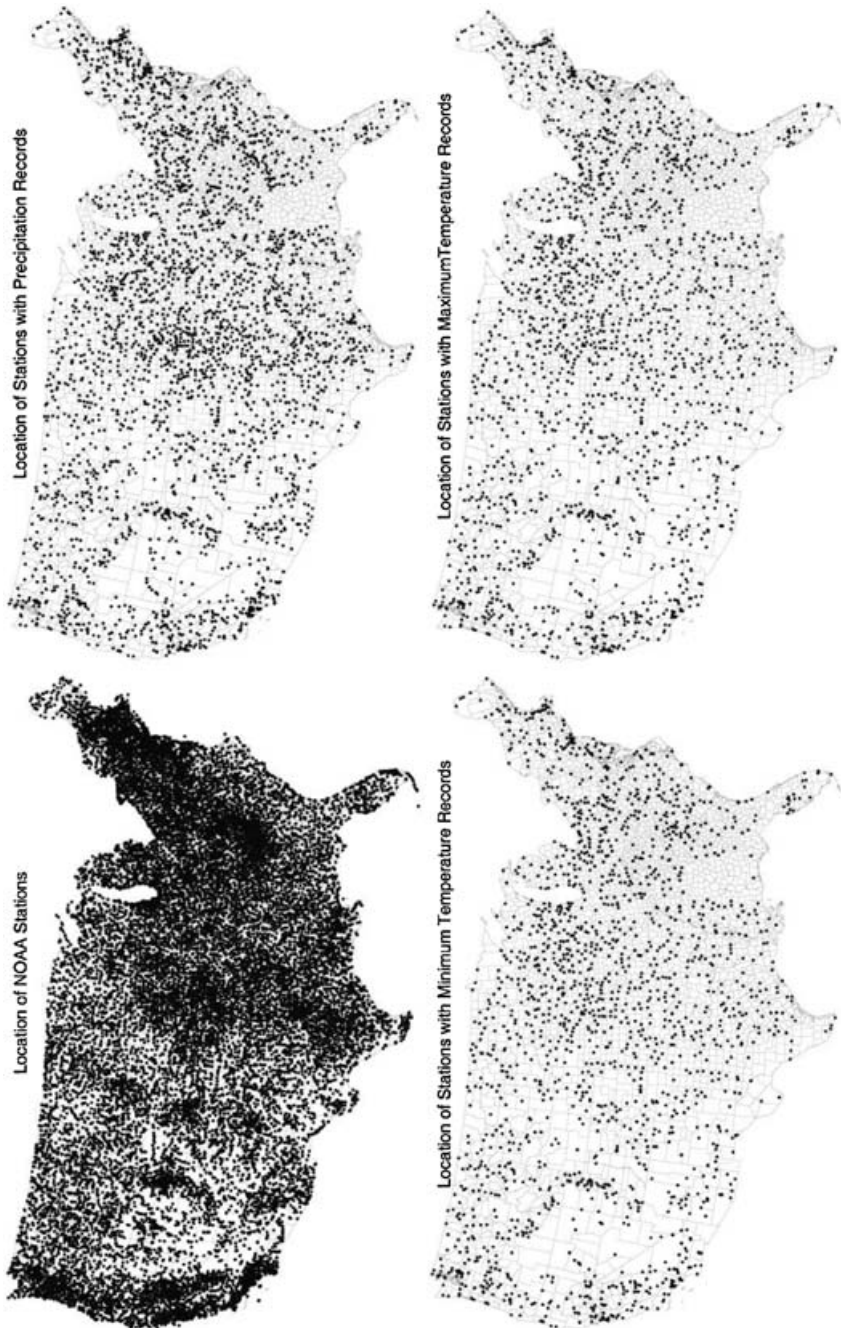 Location of NOAA Stations
Location of Stations with Precipitation Records
Location of Stations with Minimum Temperature Records
Location of Stations with MaximumTemperature Records